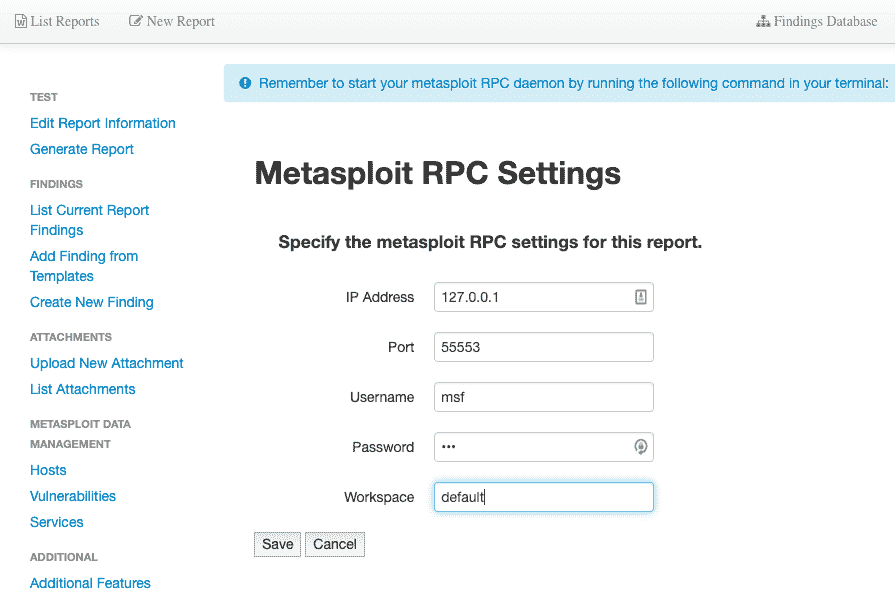 List Reports New Report Findings Database
Remember to start your metasploit RPC daemon by running the following command in your terminal:
TEST
Edit Report Information
Generate Report
FINDINGS
List Current Report
Findings
Add Finding from
Templates
Create New Finding
ATTACHMENTS
Upload New Attachment
List Attachments
METASPLOIT DATA
MANAGEMENT
Hosts
Vulnerabilities
Services
ADDITIONAL
Additional Features
Metasploit RPC Settings
Specify the metasploit RPC settings for this report.
IP Address 127.0.0.1
Port 55553
Username msf
Password •••
Workspace default
Save Cancel